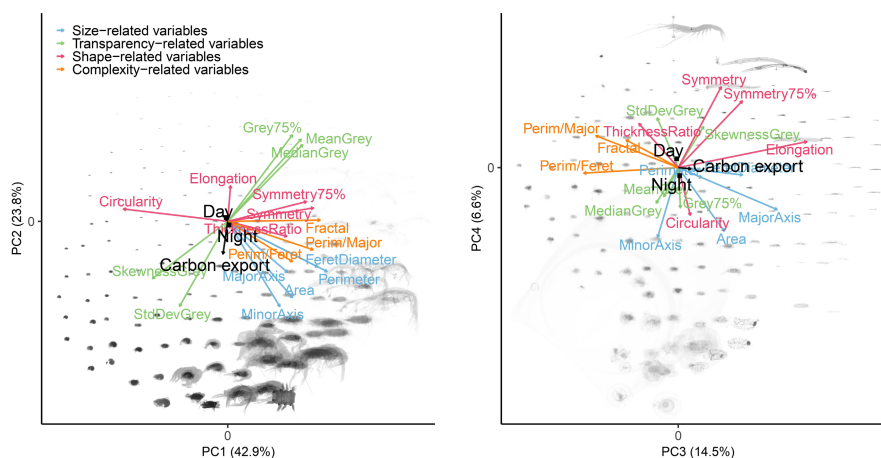 Size−related variables
Transparency−related variables
Shape−related variables
Complexity−related variables
Grey75%
MeanGrey
MedianGrey
Elongation
Circularity
Symmetry75%
Day
Symmetry
ThicknessRatio
Fractal
Night
Perim/Major
Perim/Feret
Carbon export
FeretDiameter
SkewnessGrey
MajorAxis
Perimeter
Area
StdDevGrey
MinorAxis
PC2 (23.8%)
0
0
PC1 (42.9%)
Symmetry
Symmetry75%
StdDevGrey
Perim/Major
ThicknessRatio
SkewnessGrey
Fractal
Day
Elongation
Perim/Feret
Carbon export
Night
Grey75%
MedianGrey
Circularity
MajorAxis
Area
MinorAxis
PC4 (6.6%)
0
0
PC3 (14.5%)